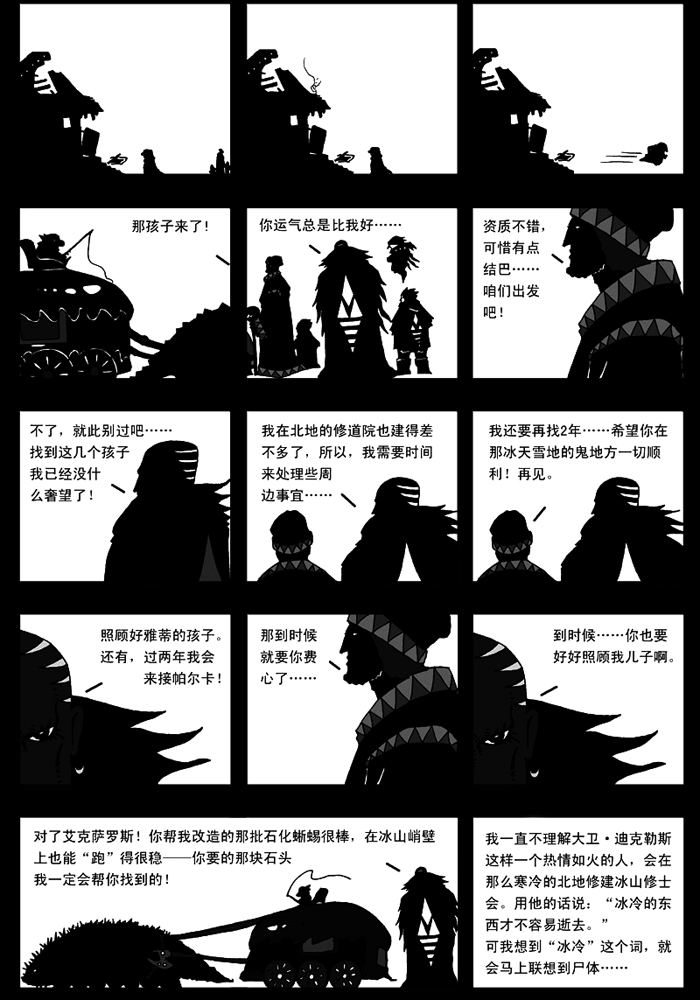 那孩子来了！
你运气总是比我好……
资质不错，
可惜有点
结巴……
咱们出发
吧！
不了，就此别过吧……
找到这几个孩子
我已经没什
么奢望了！
我在北地的修道院也建得差
不多了，所以，我需要时间
来处理些周
边事宜……
我还要再找2年……希望你在
那冰天雪地的鬼地方一切顺
利！再见。
照顾好雅蒂的孩子。
还有，过两年我会
来接帕尔卡！
那到时候
就要你费
心了……
到时候……你也要
好好照顾我儿子啊。
对了艾克萨罗斯！你帮我改造的那批石化蜥蜴很棒，在冰山峭壁
上也能“跑”得很稳——你要的那块石头
我一定会帮你找到的！
我一直不理解大卫·迪克勒斯
这样一个热情如火的人，会在
那么寒冷的北地修建冰山修士
会。用他的话说：“冰冷的东
西才不容易逝去。”
可我想到“冰冷”这个词，就
会马上联想到尸体……